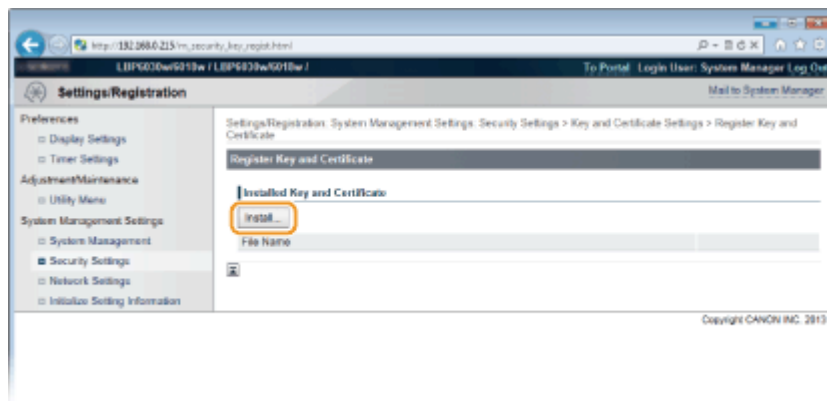 http://192.168.0.215/m_security_key_regist.html
LBP6030w/6018w / LBP6030w/6018w /
To Portal Login User: System Manager Log Out
Settings/Registration
Mail to System Manager
Preferences
Display Settings
Timer Settings
Adjustment/Maintenance
Utility Menu
System Management Settings
System Management
Security Settings
Network Settings
Initialize Setting Information
Settings/Registration: System Management Settings: Security Settings > Key and Certificate Settings > Register Key and
Certificate
Register Key and Certificate
Installed Key and Certificate
Install...
File Name
Copyright CANON INC. 2013